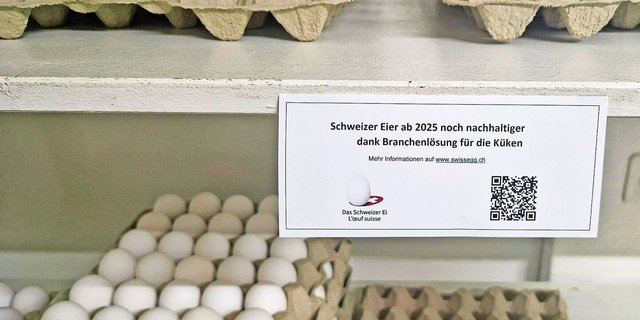 Schweizer Eier ab 2025 noch nachhaltiger
dank Branchenlösung für die Küken
Mehr Informationen auf www.swissegg.ch
Das Schweizer Ei
L'œuf suisse